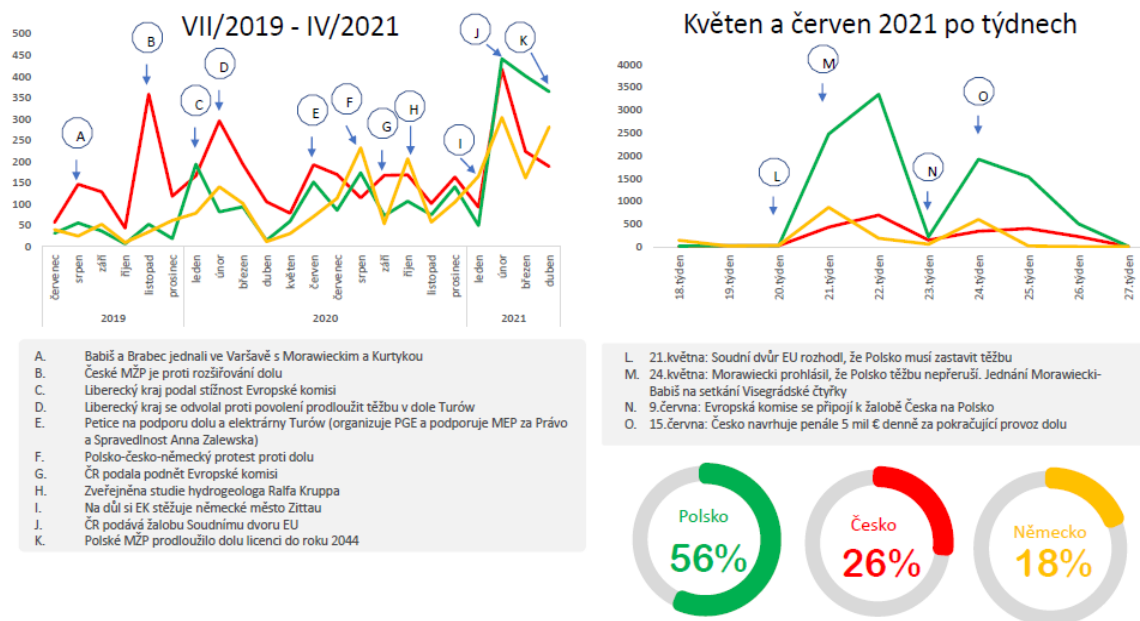 VII/2019 - IV/2021
500
450
400
350
300
250
200
150
100
50
0
A
B
C
D
E
F
G
H
I
J
K
červenec
srpen
září
říjen
listopad
prosinec
leden
únor
březen
duben
květen
červen
červenec
srpen
září
říjen
listopad
prosinec
leden
únor
březen
duben
2019
2020
2021
A. Babiš a Brabec jednali ve Varšavě s Morawieckim a Kurtykou
B. České MŽP je proti rozšiřování dolu
C. Liberecký kraj podal stížnost Evropské komisi
D. Liberecký kraj se odvolal proti povolení prodloužit těžbu v dole Turów
E. Petice na podporu dolu a elektrárny Turów (organizuje PGE a podporuje MEP za Právo
a Spravedlnost Anna Zalewska)
F. Polsko-česko-německý protest proti dolu
G. ČR podala podnět Evropské komisi
H. Zveřejněna studie hydrogeologa Ralfa Kruppa
I. Na důl si EK stěžuje německé město Zittau
J. ČR podává žalobu Soudnímu dvoru EU
K. Polské MŽP prodloužilo dolu licenci do roku 2044
Květen a červen 2021 po týdnech
4000
3500
3000
2500
2000
1500
1000
500
0
L
M
N
O
18.týden
19.týden
20.týden
21.týden
22.týden
23.týden
24.týden
25.týden
26.týden
27.týden
L. 21.května: Soudní dvůr EU rozhodl, že Polsko musí zastavit těžbu
M. 24.května: Morawiecki prohlásil, že Polsko těžbu nepřeruší. Jednání Morawiecki-
Babiš na setkání Visegrádské čtyřky
N. 9.června: Evropská komise se připojí k žalobě Česka na Polsko
O. 15.června: Česko navrhuje penále 5 mil € denně za pokračující provoz dolu
Polsko
56%
Česko
26%
Německo
18%